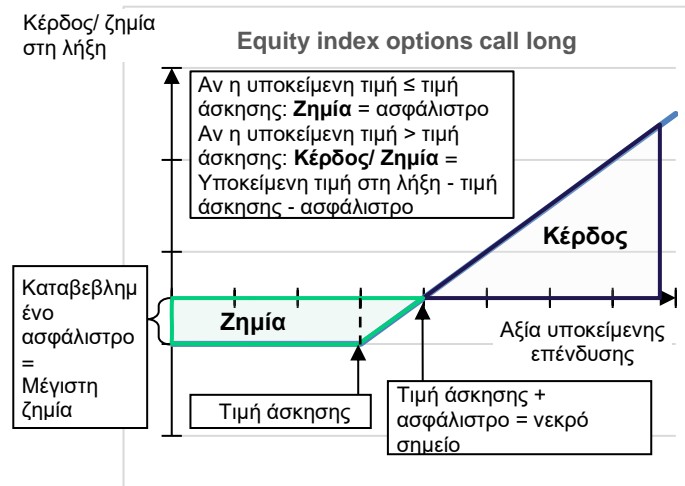 Κέρδος/ ζημία
στη λήξη
Equity index options call long
Αν η υποκείμενη τιμή ≤ τιμή
άσκησης: Ζημία = ασφάλιστρο
Αν η υποκείμενη τιμή > τιμή
άσκησης: Κέρδος/ Ζημία =
Υποκείμενη τιμή στη λήξη - τιμή
άσκησης - ασφάλιστρο
Κέρδος
Καταβεβλημ
ένο
ασφάλιστρο
=
Μέγιστη
ζημία
Ζημία
Αξία υποκείμενης
επένδυσης
Τιμή άσκησης
Τιμή άσκησης +
ασφάλιστρο = νεκρό
σημείο